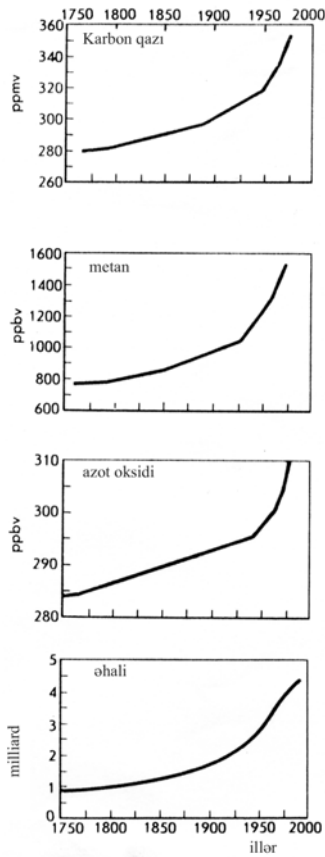 1750 1800 1850 1900 1950 2000
360
Karbon qazı
340
320
ppmv
300
280
260
1600
metan
1400
1200
ppbv
1000
800
600
310
azot oksidi
300
ppbv
290
280
5
əhali
4
3
milliard
2
1
0
1750 1800 1850 1900 1950 2000
illər